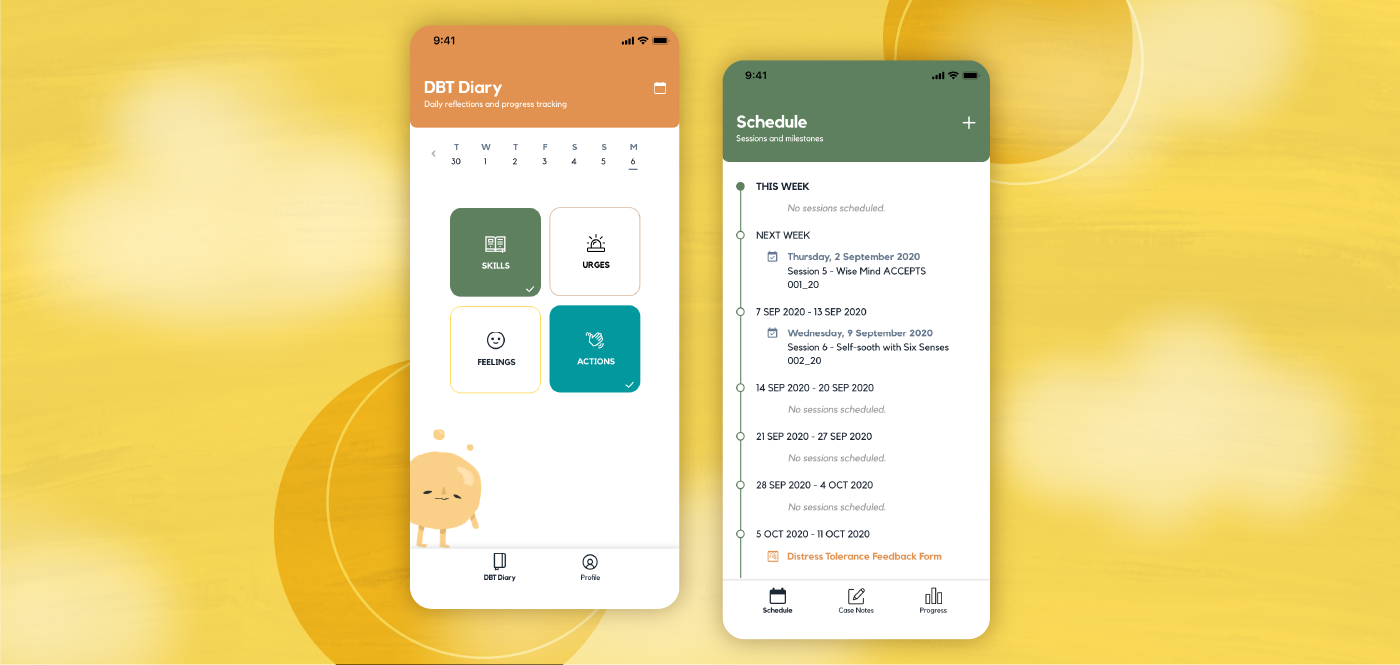 9:41
DBT Diary
Daily reflections and progress tracking
T W T F S S M
30 1 2 3 4 5 6
SKILLS
URGES
FEELINGS
ACTIONS
DBT Diary
Profile
9:41
Schedule
Sessions and milestones
THIS WEEK
No sessions scheduled.
NEXT WEEK
Thursday, 2 September 2020
Session 5 - Wise Mind ACCEPTS
001_20
7 SEP 2020 - 13 SEP 2020
Wednesday, 9 September 2020
Session 6 - Self-sooth with Six Senses
002_20
14 SEP 2020 - 20 SEP 2020
No sessions scheduled.
21 SEP 2020 - 27 SEP 2020
No sessions scheduled.
28 SEP 2020 - 4 OCT 2020
No sessions scheduled.
5 OCT 2020 - 11 OCT 2020
Distress Tolerance Feedback Form
Schedule
Case Notes
Progress